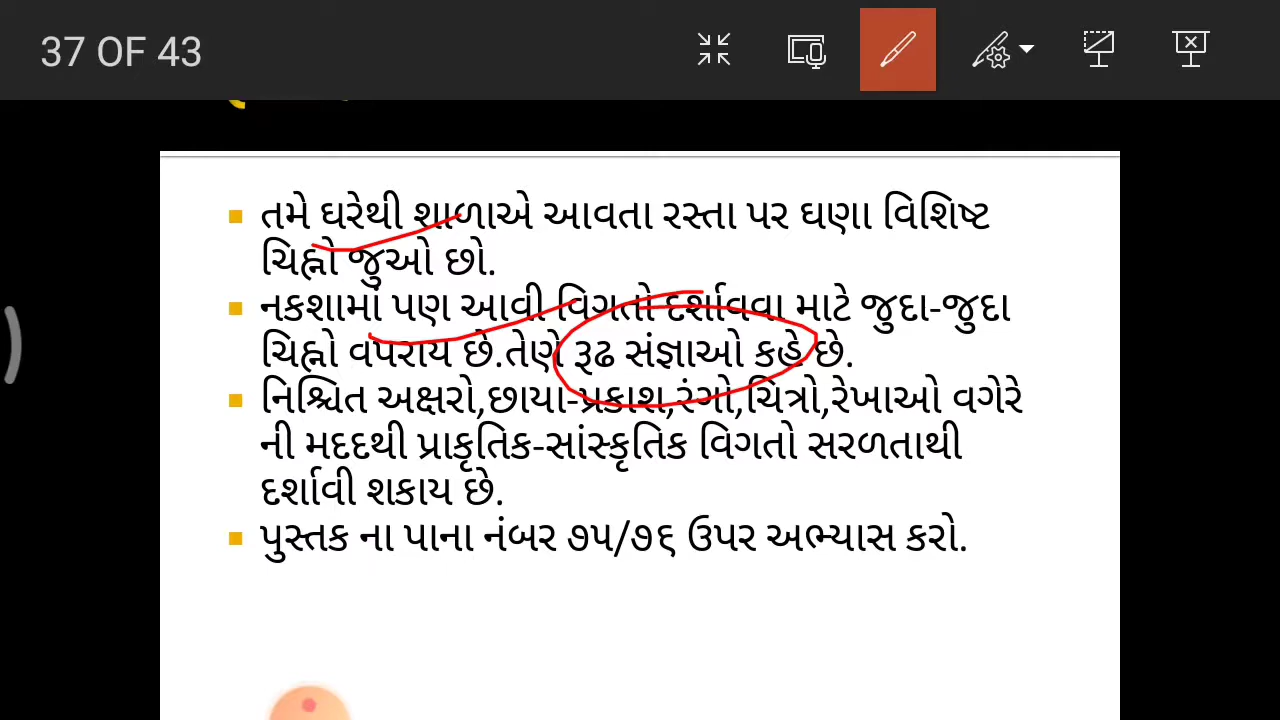 37 OF 43
તમે ઘરેથી શાળાએ આવતા રસ્તા પર ઘણા વિશિષ્ટ
ચિહ્નો જુઓ છો.
નકશામાં પણ આવી વિગતો દર્શાવવા માટે જુદા-જુદા
ચિહ્નો વપરાય છે.તેણે રૂઢ સંજ્ઞાઓ કહે છે.
નિશ્ચિત અક્ષરો,છાયા-પ્રકાશ,રંગો,ચિત્રો,રેખાઓ વગેરે
ની મદદથી પ્રાકૃતિક-સાંસ્કૃતિક વિગતો સરળતાથી
દર્શાવી શકાય છે.
પુસ્તક ના પાના નંબર ૭૫/૭૬ ઉપર અભ્યાસ કરો.